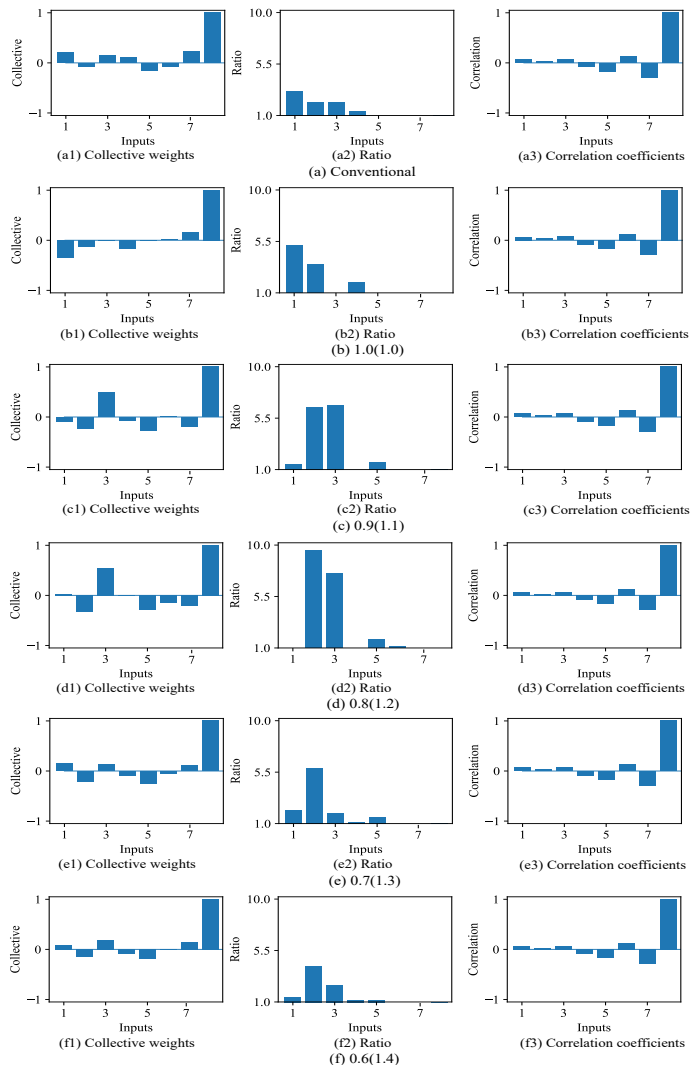 1
0
−1
Collective
1
3
5
7
Inputs
(a1) Collective weights
10.0
5.5
1.0
Ratio
1
3
5
7
Inputs
(a2) Ratio
1
0
−1
Correlation
1
3
5
7
Inputs
(a3) Correlation coefficients
(a) Conventional
1
0
−1
Collective
1
3
5
7
Inputs
(b1) Collective weights
10.0
5.5
1.0
Ratio
1
3
5
7
Inputs
(b2) Ratio
1
0
−1
Correlation
1
3
5
7
Inputs
(b3) Correlation coefficients
(b) 1.0(1.0)
1
0
−1
Collective
1
3
5
7
Inputs
(c1) Collective weights
10.0
5.5
1.0
Ratio
1
3
5
7
Inputs
(c2) Ratio
1
0
−1
Correlation
1
3
5
7
Inputs
(c3) Correlation coefficients
(c) 0.9(1.1)
1
0
−1
Collective
1
3
5
7
Inputs
(d1) Collective weights
10.0
5.5
1.0
Ratio
1
3
5
7
Inputs
(d2) Ratio
1
0
−1
Correlation
1
3
5
7
Inputs
(d3) Correlation coefficients
(d) 0.8(1.2)
1
0
−1
Collective
1
3
5
7
Inputs
(e1) Collective weights
10.0
5.5
1.0
Ratio
1
3
5
7
Inputs
(e2) Ratio
1
0
−1
Correlation
1
3
5
7
Inputs
(e3) Correlation coefficients
(e) 0.7(1.3)
1
0
−1
Collective
1
3
5
7
Inputs
(f1) Collective weights
10.0
5.5
1.0
Ratio
1
3
5
7
Inputs
(f2) Ratio
1
0
−1
Correlation
1
3
5
7
Inputs
(f3) Correlation coefficients
(f) 0.6(1.4)